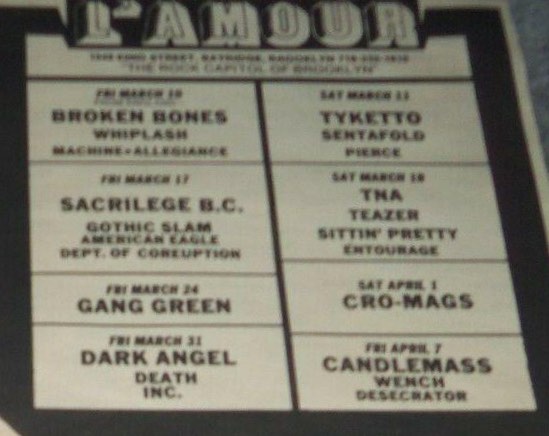 L'AMOUR
STREET, BAYRIDGE, BROOKLYN
"THE ROCK CAPITOL OF BROOKLYN"
FRI MARCH 10
BROKEN BONES
WHIPLASH
MACHINE • ALLEGIANCE
FRI MARCH 17
SACRILEGE B.C.
GOTHIC SLAM
AMERICAN EAGLE
DEPT. OF CORRUPTION
FRI MARCH 24
GANG GREEN
FRI MARCH 31
DARK ANGEL
DEATH
INC.
SAT MARCH 11
TYKETTO
SENTAFOLD
PIERCE
SAT MARCH 18
TNA
TEAZER
SITTIN' PRETTY
ENTOURAGE
SAT APRIL 1
CRO-MAGS
FRI APRIL 7
CANDLEMASS
WENCH
DESECRATOR